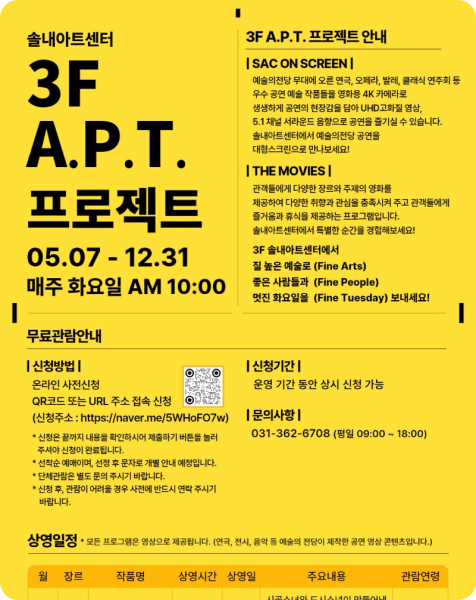 솔내아트센터
3F
A.P.T.
프로젝트
05.07 - 12.31
매주 화요일 AM 10:00
3F A.P.T. 프로젝트 안내
| SAC ON SCREEN |
예술의전당 무대에 오른 연극, 오페라, 발레, 클래식 연주회 등
우수 공연 예술 작품들을 영화용 4K 카메라로
생생하게 공연의 현장감을 담아 UHD고화질 영상,
5.1 채널 서라운드 음향으로 공연을 즐기실 수 있습니다.
솔내아트센터에서 예술의전당 공연을
대형스크린으로 만나보세요!
| THE MOVIES |
관객들에게 다양한 장르와 주제의 영화를
제공하여 다양한 취향과 관심을 충족시켜 주고 관객들에게
즐거움과 휴식을 제공하는 프로그램입니다.
솔내아트센터에서 특별한 순간을 경험해보세요!
3F 솔내아트센터에서
질 높은 예술로 (Fine Arts)
좋은 사람들과 (Fine People)
멋진 화요일을 (Fine Tuesday) 보내세요!
무료관람안내
| 신청방법 |
온라인 사전신청
QR코드 또는 URL 주소 접속 신청
(신청주소 : https://naver.me/5WHoFO7w)
* 신청은 끝까지 내용을 확인하시어 제출하기 버튼을 눌러
주셔야 신청이 완료됩니다.
* 선착순 예매이며, 선정 후 문자로 개별 안내 예정입니다.
* 단체관람은 별도 문의 주시기 바랍니다.
* 신청 후, 관람이 어려울 경우 사전에 반드시 연락 주시기
바랍니다.
| 신청기간 |
운영 기간 동안 상시 신청 가능
| 문의사항 |
031-362-6708 (평일 09:00 ~ 18:00)
상영일정 * 모든 프로그램은 영상으로 제공됩니다. (연극, 전시, 음악 등 예술의 전당이 제작한 공연 영상 콘텐츠입니다.)
월 장르 작품명 상영시간 상영일 주요내용 관람연령